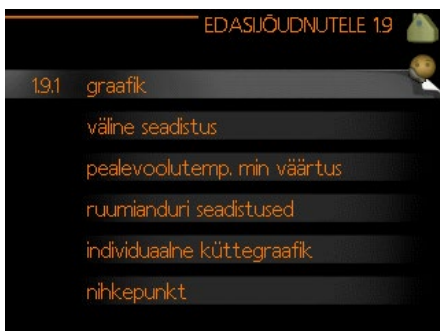 EDASIJÕUDNUTELE 1.9
1.9.1 graafik
väline seadistus
pealevoolutemp. min väärtus
ruumianduri seadistused
individuaalne küttegraafik
nihkepunkt